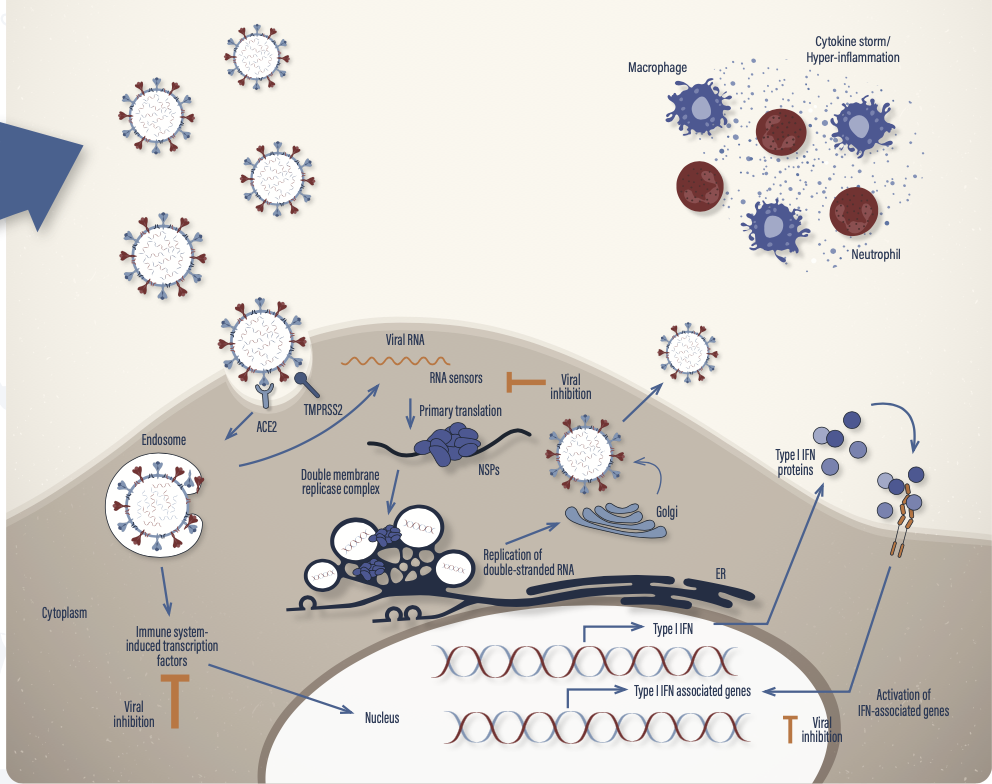 Cytokine storm/
Hyper-inflammation
Macrophage
Neutrophil
Viral RNA
RNA sensors
Viral
inhibition
TMPRSS2
ACE2
Primary translation
Endosome
NSPs
Type I IFN
proteins
Double membrane
replicase complex
Golgi
Replication of
double-stranded RNA
ER
Cytoplasm
Immune system-
induced transcription
factors
Type I IFN
Type I IFN associated genes
Activation of
IFN-associated genes
Viral
inhibition
Nucleus
Viral
inhibition